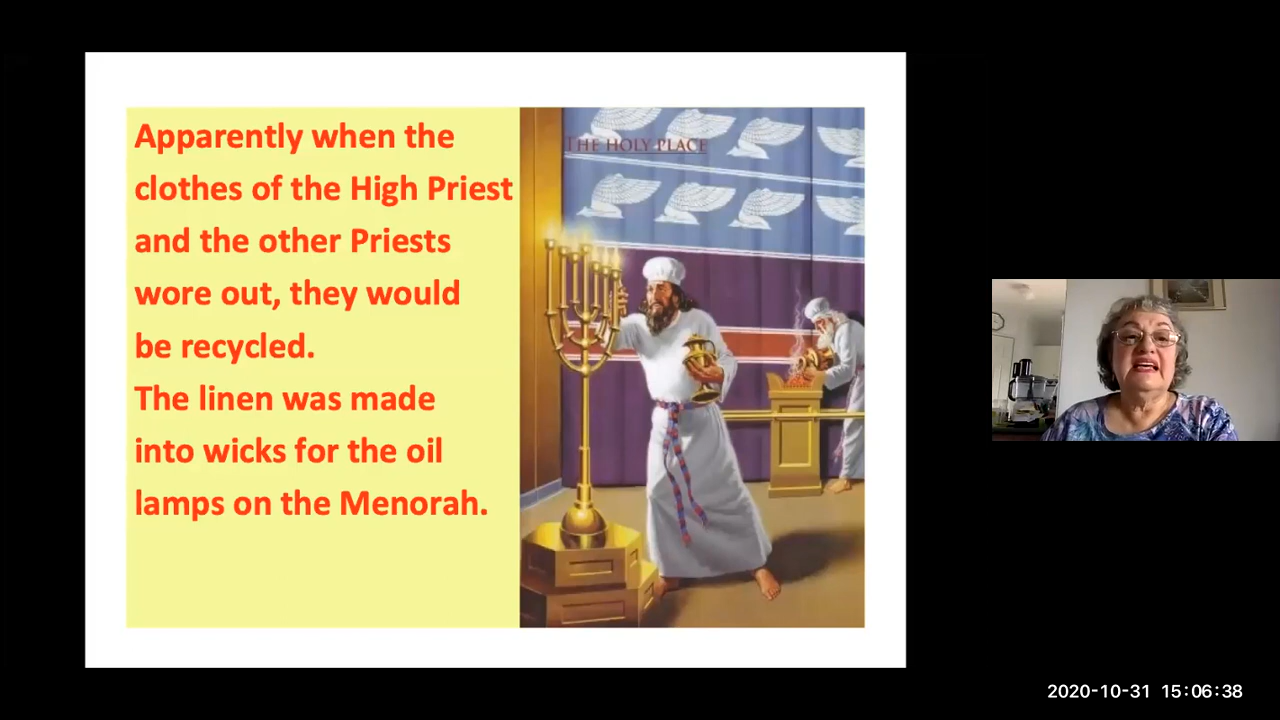 Apparently when the
clothes of the High Priest
and the other Priests
wore out, they would
be recycled.
The linen was made
into wicks for the oil
lamps on the Menorah.
THE HOLY PLACE
2020-10-31 15:06:38